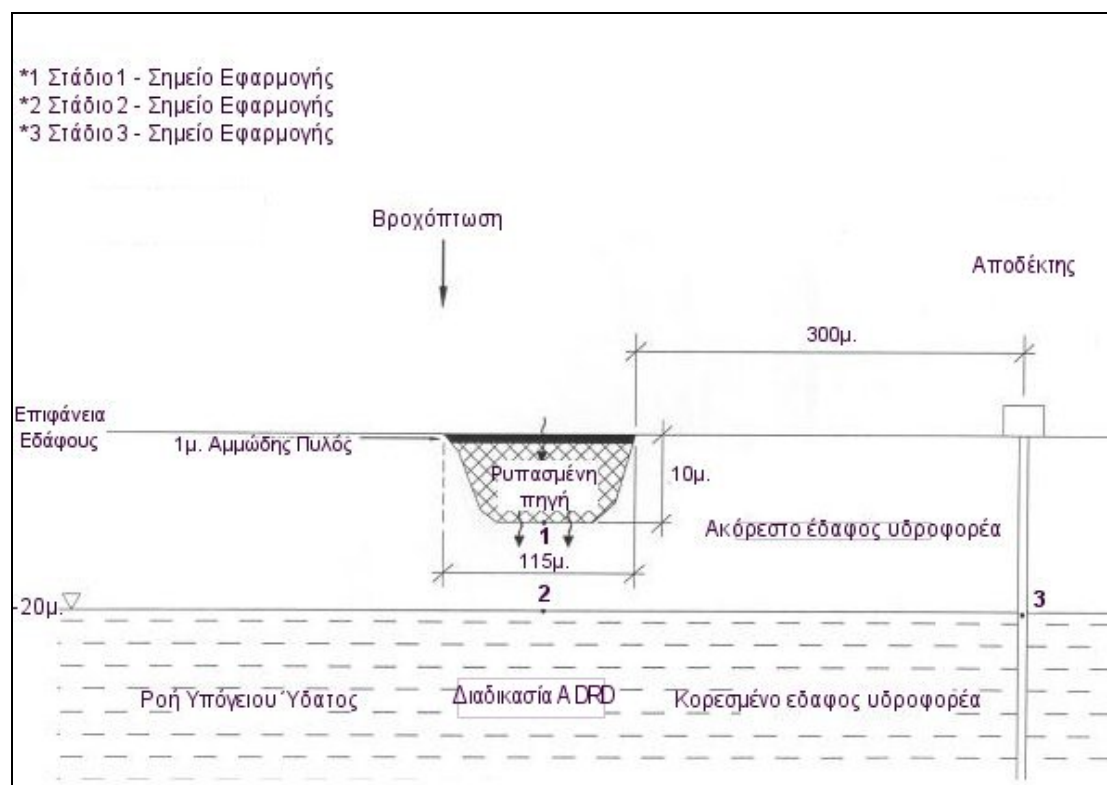 *1 Στάδιο 1 - Σημείο Εφαρμογής
*2 Στάδιο 2 - Σημείο Εφαρμογής
*3 Στάδιο 3 - Σημείο Εφαρμογής
Βροχόπτωση
Αποδέκτης
300μ.
Επιφάνεια
Εδάφους
1μ. Αμμώδης Πυλός
Ρυπασμένη
πηγή
10μ.
1
Ακόρεστο έδαφος υδροφορέα
115μ.
2
-20μ.
3
Ροή Υπόγειου Ύδατος
Διαδικασία ADRD
Κορεσμένο εδαφος υδροφορέα